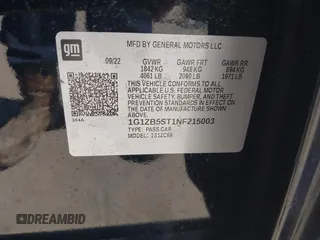 gm
MFD BY GENERAL MOTORS LLC
09/22 GVWR GAWR FRT GAWR RR
1842 KG 948 KG 894 KG
4061 LB 2090 LB 1971 LB
THIS VEHICLE CONFORMS TO ALL
APPLICABLE U.S. FEDERAL MOTOR
VEHICLE SAFETY, BUMPER, AND THEFT
PREVENTION STANDARDS IN EFFECT ON
THE DATE OF MANUFACTURE SHOWN ABOVE.
1G1ZB5ST1NF215003
TYPE: PASS CAR
MODEL: 1ZC69
DREAMBID